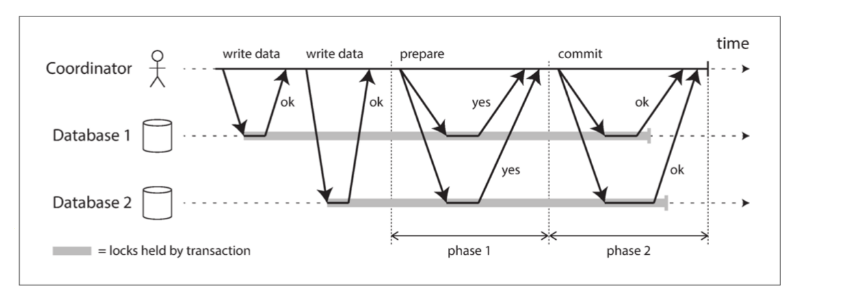 time
write data write data prepare commit
Coordinator
ok ok yes ok
Database 1
yes ok
Database 2
= locks held by transaction phase 1 phase 2